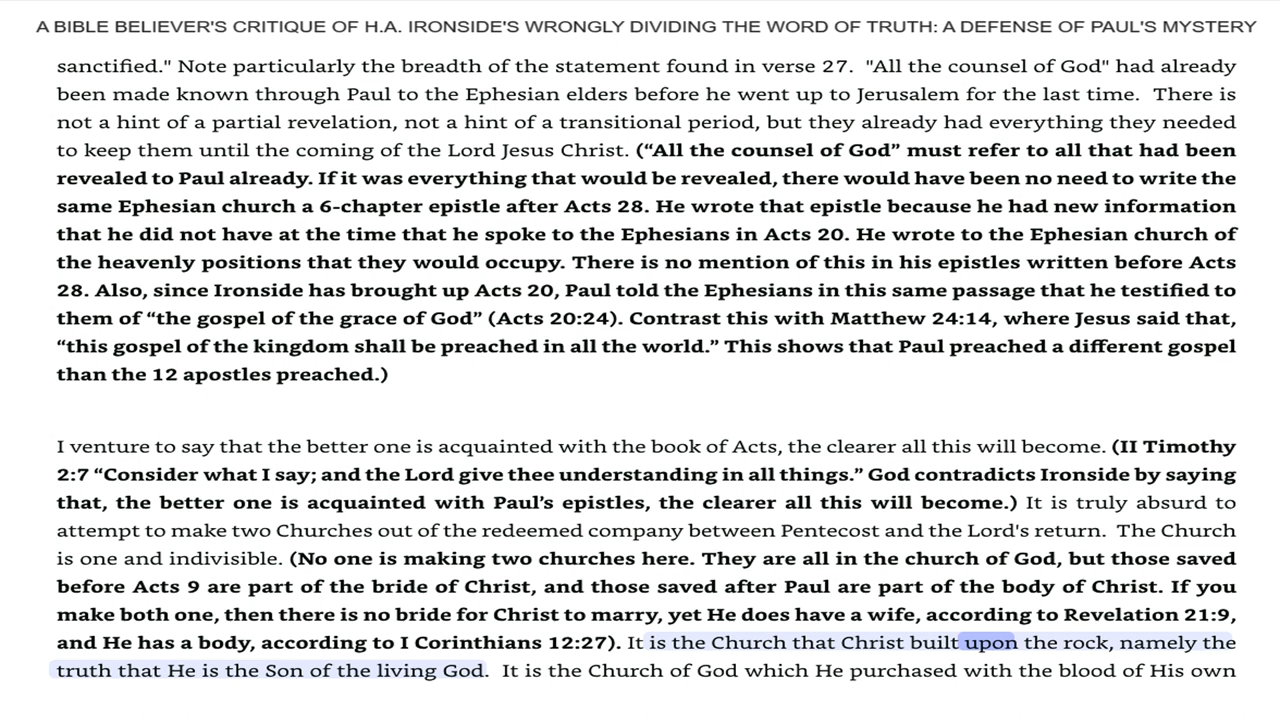 A BIBLE BELIEVER'S CRITIQUE OF H.A. IRONSIDE'S WRONGLY DIVIDING THE WORD OF TRUTH: A DEFENSE OF PAUL'S MYSTERY
sanctified." Note particularly the breadth of the statement found in verse 27.  "All the counsel of God" had already
been made known through Paul to the Ephesian elders before he went up to Jerusalem for the last time.  There is
not a hint of a partial revelation, not a hint of a transitional period, but they already had everything they needed
to keep them until the coming of the Lord Jesus Christ. (“All the counsel of God” must refer to all that had been
revealed to Paul already. If it was everything that would be revealed, there would have been no need to write the
same Ephesian church a 6-chapter epistle after Acts 28. He wrote that epistle because he had new information
that he did not have at the time that he spoke to the Ephesians in Acts 20. He wrote to the Ephesian church of
the heavenly positions that they would occupy. There is no mention of this in his epistles written before Acts
28. Also, since Ironside has brought up Acts 20, Paul told the Ephesians in this same passage that he testified to
them of “the gospel of the grace of God” (Acts 20:24). Contrast this with Matthew 24:14, where Jesus said that,
“this gospel of the kingdom shall be preached in all the world.” This shows that Paul preached a different gospel
than the 12 apostles preached.)
I venture to say that the better one is acquainted with the book of Acts, the clearer all this will become. (II Timothy
2:7 “Consider what I say; and the Lord give thee understanding in all things.” God contradicts Ironside by saying
that, the better one is acquainted with Paul’s epistles, the clearer all this will become.) It is truly absurd to
attempt to make two Churches out of the redeemed company between Pentecost and the Lord's return.  The Church
is one and indivisible. (No one is making two churches here. They are all in the church of God, but those saved
before Acts 9 are part of the bride of Christ, and those saved after Paul are part of the body of Christ. If you
make both one, then there is no bride for Christ to marry, yet He does have a wife, according to Revelation 21:9,
and He has a body, according to I Corinthians 12:27). It is the Church that Christ built upon the rock, namely the
truth that He is the Son of the living God.  It is the Church of God which He purchased with the blood of His own